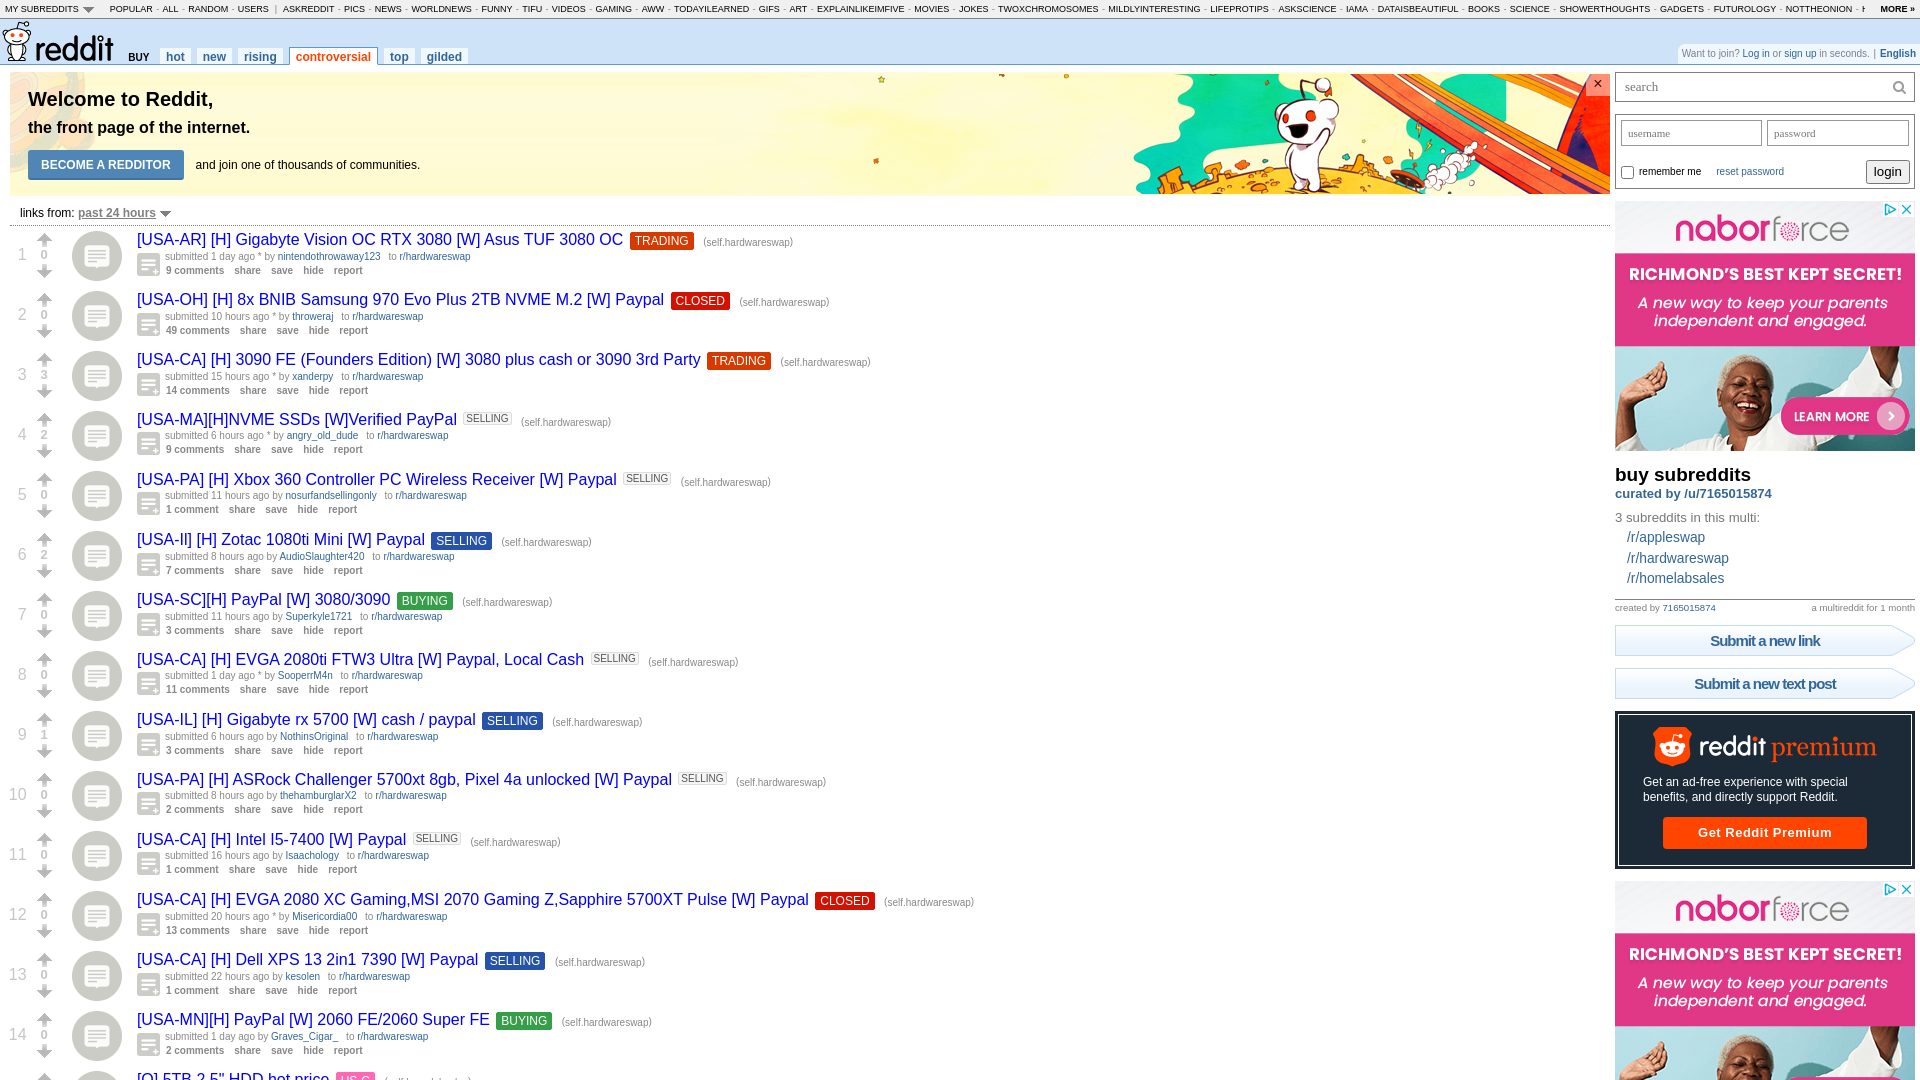 MY SUBREDDITS POPULAR - ALL - RANDOM - USERS | ASKREDDIT - PICS - NEWS - WORLDNEWS - FUNNY - TIFU - VIDEOS - GAMING - AWW - TODAYILEARNED - GIFS - ART - EXPLAINLIKEIMFIVE - MOVIES - JOKES - TWOXCHROMOSOMES - MILDLYINTERESTING - LIFEPROTIPS - ASKSCIENCE - IAMA - DATAISBEAUTIFUL - BOOKS - SCIENCE - SHOWERTHOUGHTS - GADGETS - FUTUROLOGY - NOTTHEONION - MORE »
reddit BUY hot new rising controversial top gilded
Want to join? Log in or sign up in seconds. | English
Welcome to Reddit,
the front page of the internet.
BECOME A REDDITOR and join one of thousands of communities.
×
links from: past 24 hours
1 0 [USA-AR] [H] Gigabyte Vision OC RTX 3080 [W] Asus TUF 3080 OC TRADING (self.hardwareswap)
submitted 1 day ago * by nintendothrowaway123 to r/hardwareswap
9 comments share save hide report
2 0 [USA-OH] [H] 8x BNIB Samsung 970 Evo Plus 2TB NVME M.2 [W] Paypal CLOSED (self.hardwareswap)
submitted 10 hours ago * by throweraj to r/hardwareswap
49 comments share save hide report
3 3 [USA-CA] [H] 3090 FE (Founders Edition) [W] 3080 plus cash or 3090 3rd Party TRADING (self.hardwareswap)
submitted 15 hours ago * by xanderpy to r/hardwareswap
14 comments share save hide report
4 2 [USA-MA][H]NVME SSDs [W]Verified PayPal SELLING (self.hardwareswap)
submitted 6 hours ago * by angry_old_dude to r/hardwareswap
9 comments share save hide report
5 0 [USA-PA] [H] Xbox 360 Controller PC Wireless Receiver [W] Paypal SELLING (self.hardwareswap)
submitted 11 hours ago by nosurfandsellingonly to r/hardwareswap
1 comment share save hide report
6 2 [USA-Il] [H] Zotac 1080ti Mini [W] Paypal SELLING (self.hardwareswap)
submitted 8 hours ago by AudioSlaughter420 to r/hardwareswap
7 comments share save hide report
7 0 [USA-SC][H] PayPal [W] 3080/3090 BUYING (self.hardwareswap)
submitted 11 hours ago by Superkyle1721 to r/hardwareswap
3 comments share save hide report
8 0 [USA-CA] [H] EVGA 2080ti FTW3 Ultra [W] Paypal, Local Cash SELLING (self.hardwareswap)
submitted 1 day ago * by SooperrM4n to r/hardwareswap
11 comments share save hide report
9 1 [USA-IL] [H] Gigabyte rx 5700 [W] cash / paypal SELLING (self.hardwareswap)
submitted 6 hours ago by NothinsOriginal to r/hardwareswap
3 comments share save hide report
10 0 [USA-PA] [H] ASRock Challenger 5700xt 8gb, Pixel 4a unlocked [W] Paypal SELLING (self.hardwareswap)
submitted 8 hours ago by thehamburglarX2 to r/hardwareswap
2 comments share save hide report
11 0 [USA-CA] [H] Intel I5-7400 [W] Paypal SELLING (self.hardwareswap)
submitted 16 hours ago by Isaachology to r/hardwareswap
1 comment share save hide report
12 0 [USA-CA] [H] EVGA 2080 XC Gaming,MSI 2070 Gaming Z,Sapphire 5700XT Pulse [W] Paypal CLOSED (self.hardwareswap)
submitted 20 hours ago * by Misericordia00 to r/hardwareswap
13 comments share save hide report
13 0 [USA-CA] [H] Dell XPS 13 2in1 7390 [W] Paypal SELLING (self.hardwareswap)
submitted 22 hours ago by kesolen to r/hardwareswap
1 comment share save hide report
14 0 [USA-MN][H] PayPal [W] 2060 FE/2060 Super FE BUYING (self.hardwareswap)
submitted 1 day ago by Graves_Cigar_ to r/hardwareswap
2 comments share save hide report
[O] 5TB 2.5" HDD hot price US-C
search
username password
remember me reset password login
naborforce
RICHMOND'S BEST KEPT SECRET!
A new way to keep your parents
independent and engaged.
LEARN MORE
buy subreddits
curated by /u/7165015874
3 subreddits in this multi:
/r/appleswap
/r/hardwareswap
/r/homelabsales
created by 7165015874 a multireddit for 1 month
Submit a new link
Submit a new text post
reddit premium
Get an ad-free experience with special
benefits, and directly support Reddit.
Get Reddit Premium
naborforce
RICHMOND'S BEST KEPT SECRET!
A new way to keep your parents
independent and engaged.